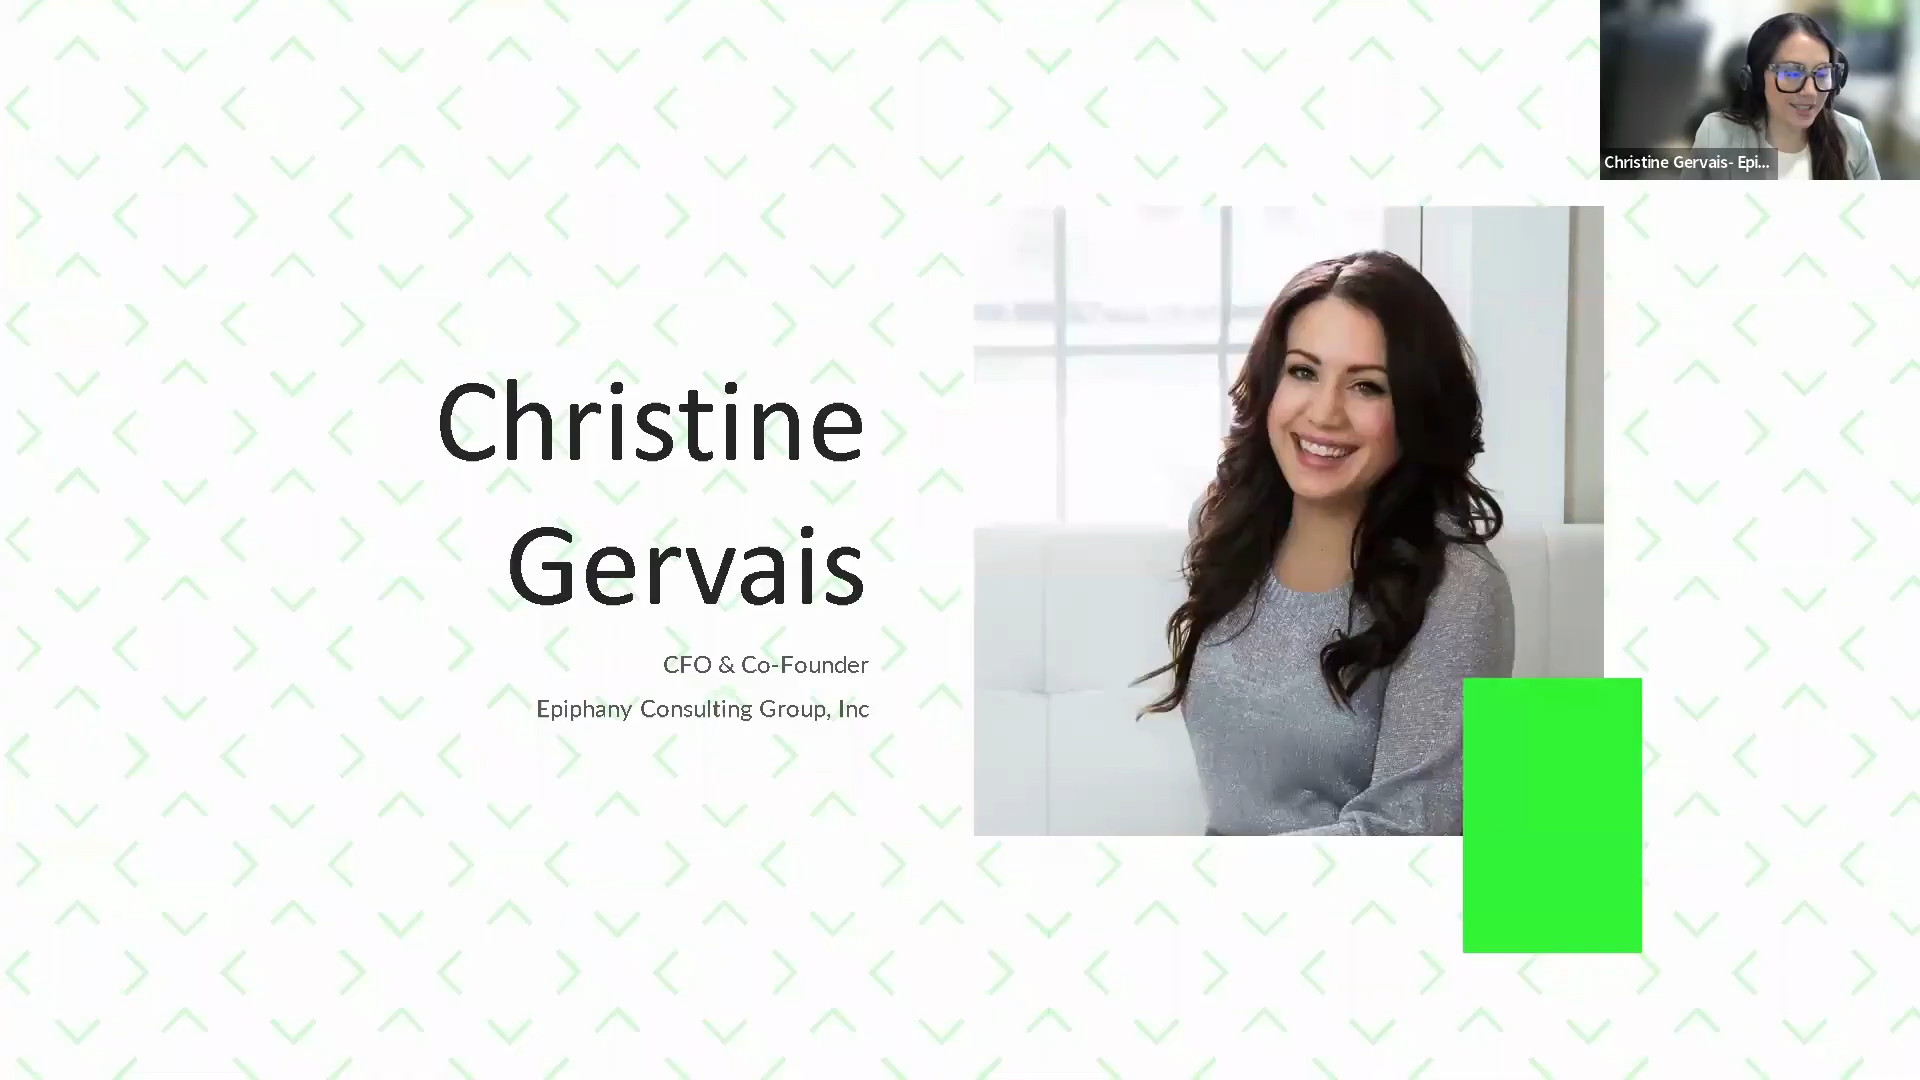 Christine Gervais- Epi...
Christine
Gervais
CFO & Co-Founder
Epiphany Consulting Group, Inc